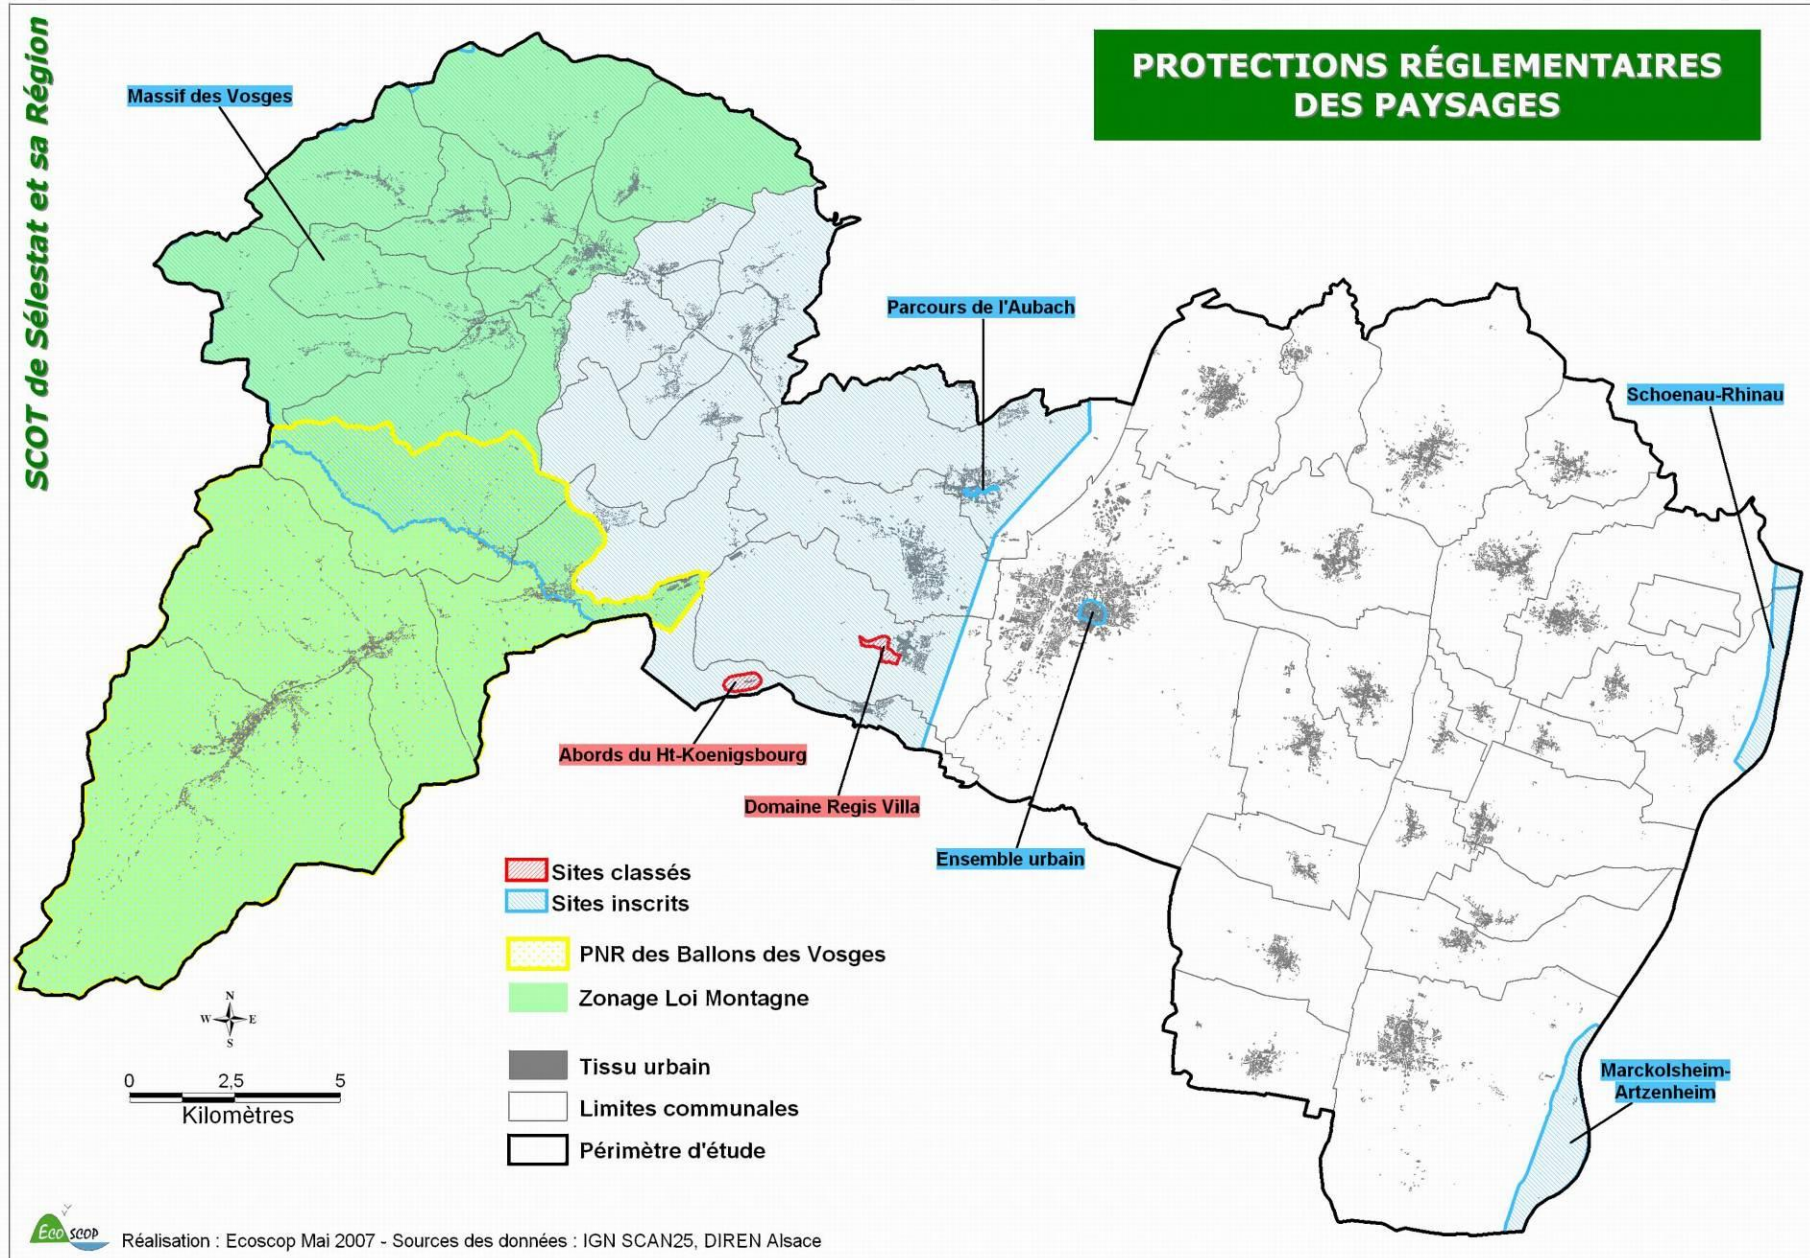 SCOT de Sélestat et sa Région
PROTECTIONS RÉGLEMENTAIRES
DES PAYSAGES
Massif des Vosges
Parcours de l'Aubach
Schoenau-Rhinau
Abords du Ht-Koenigsbourg
Domaine Regis Villa
Ensemble urbain
Marckolsheim-
Artzenheim
Sites classés
Sites inscrits
PNR des Ballons des Vosges
Zonage Loi Montagne
Tissu urbain
Limites communales
Périmètre d'étude
N
W E
S
0 2,5 5
Kilomètres
ECO SCOP
Réalisation : Ecoscop Mai 2007 - Sources des données : IGN SCAN25, DIREN Alsace